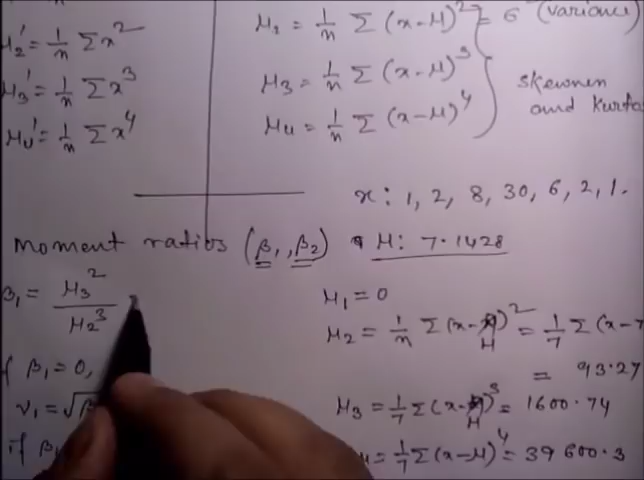 μ₂' = 1/n Σx²
μ₃' = 1/n Σx³
μ₄' = 1/n Σx⁴
μ₂ = 1/n Σ (x-μ)² = σ² (variance)
μ₃ = 1/n Σ (x-μ)³
μ₄ = 1/n Σ (x-μ)⁴
skewness
and
x : 1, 2, 8, 30, 6, 2, 1.
moment ratios (β₁, β₂)
μ: 7.1428
β₁ = μ₃² / μ₂³
β₁ = 0,
γ₁ = √
if
μ₁ = 0
μ₂ = 1/n Σ(x-μ)² = 1/7 Σ(x-7
= 93.27
μ₃ = 1/7 Σ(x-μ)³ = 1600.74
= 1/7 Σ(x-μ)⁴ = 39600.3